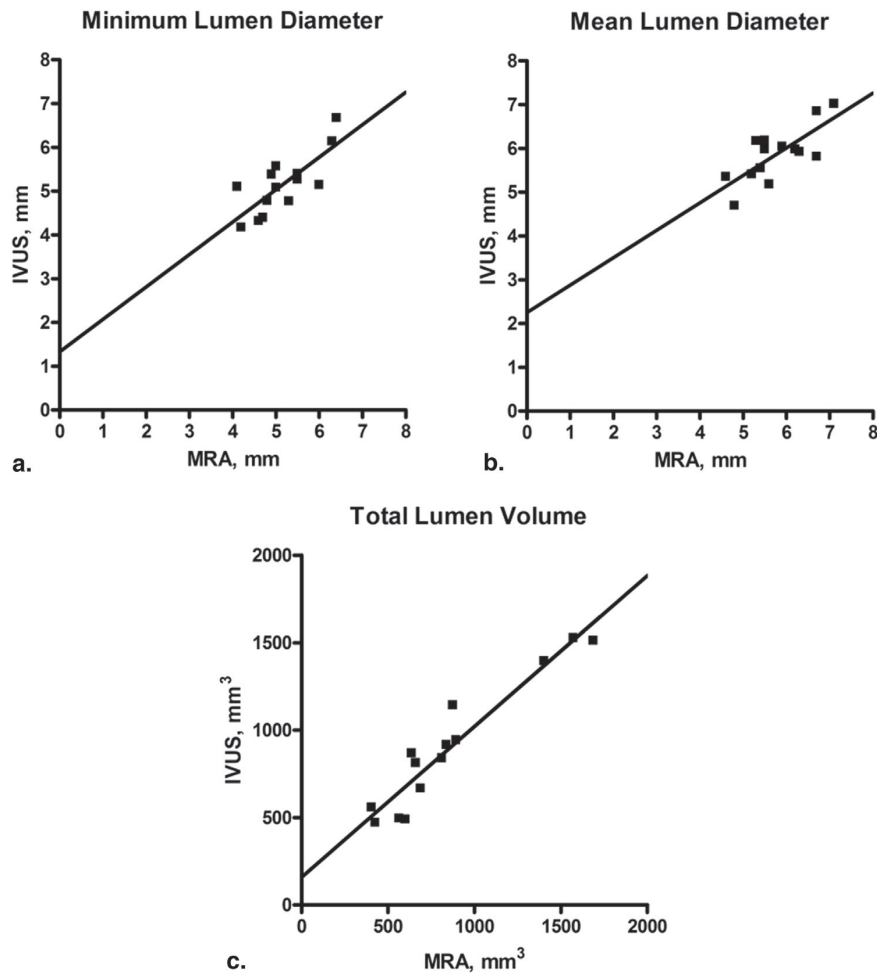 Minimum Lumen Diameter
8
7
6
5
4
3
2
1
0
IVUS, mm
0 1 2 3 4 5 6 7 8
MRA, mm
a.
Mean Lumen Diameter
8
7
6
5
4
3
2
1
0
IVUS, mm
0 1 2 3 4 5 6 7 8
MRA, mm
b.
Total Lumen Volume
2000
1500
1000
500
0
IVUS, mm³
0 500 1000 1500 2000
MRA, mm³
c.